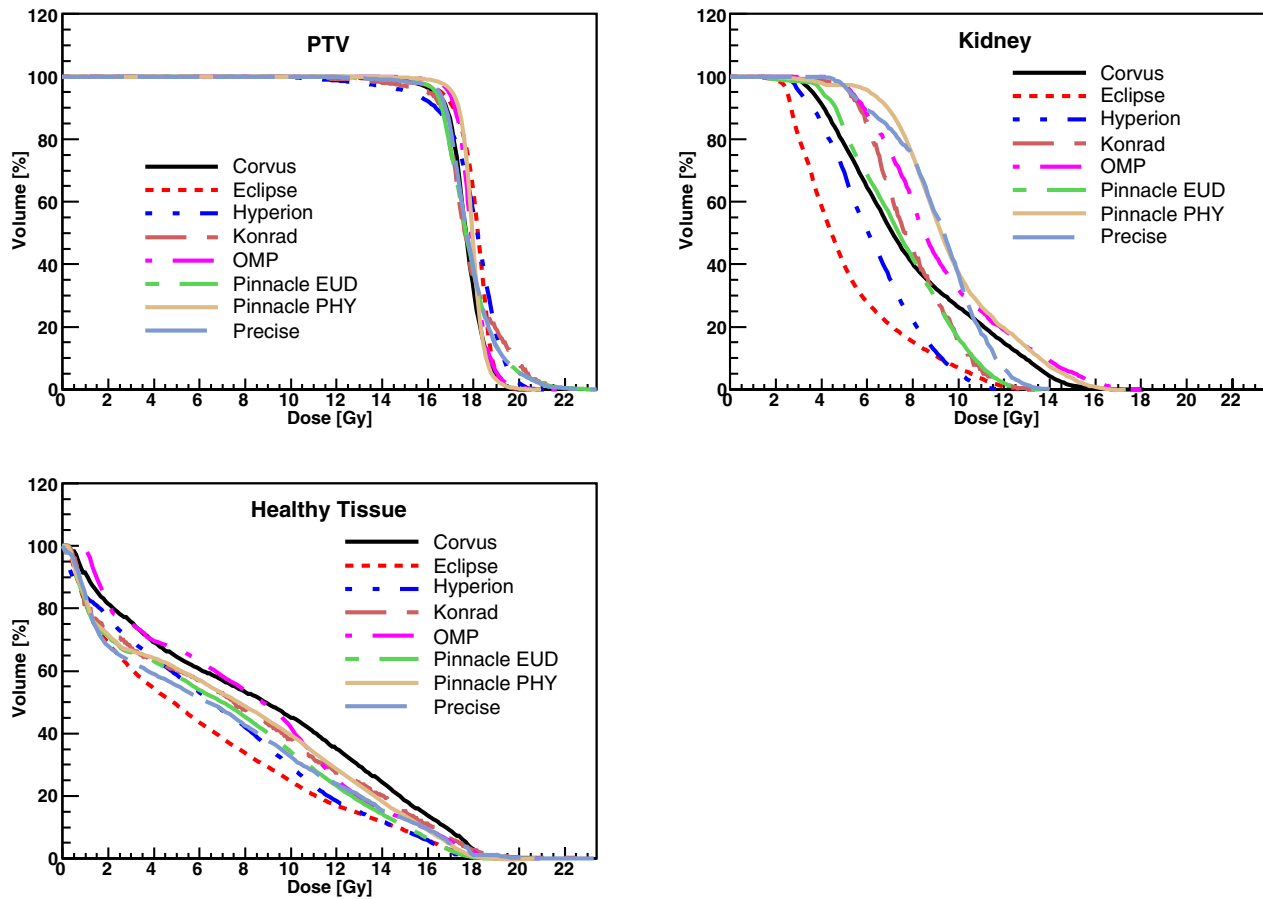 PTV
120
100
80
60
40
20
0
Volume [%]
Corvus
Eclipse
Hyperion
Konrad
OMP
Pinnacle EUD
Pinnacle PHY
Precise
0 2 4 6 8 10 12 14 16 18 20 22
Dose [Gy]
Kidney
120
100
80
60
40
20
0
Volume [%]
Corvus
Eclipse
Hyperion
Konrad
OMP
Pinnacle EUD
Pinnacle PHY
Precise
0 2 4 6 8 10 12 14 16 18 20 22
Dose [Gy]
Healthy Tissue
120
100
80
60
40
20
0
Volume [%]
Corvus
Eclipse
Hyperion
Konrad
OMP
Pinnacle EUD
Pinnacle PHY
Precise
0 2 4 6 8 10 12 14 16 18 20 22
Dose [Gy]